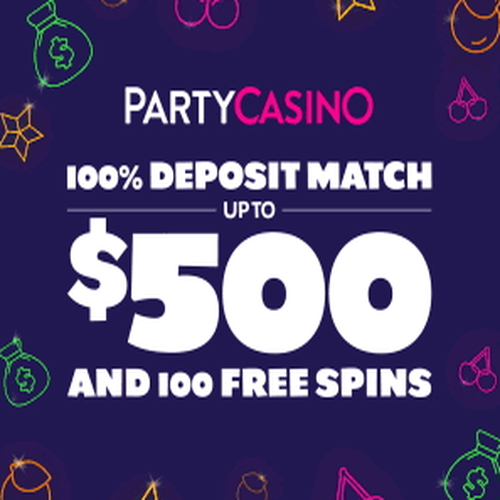 PARTYCASINO
100% DEPOSIT MATCH
UP TO
$500
AND 100 FREE SPINS